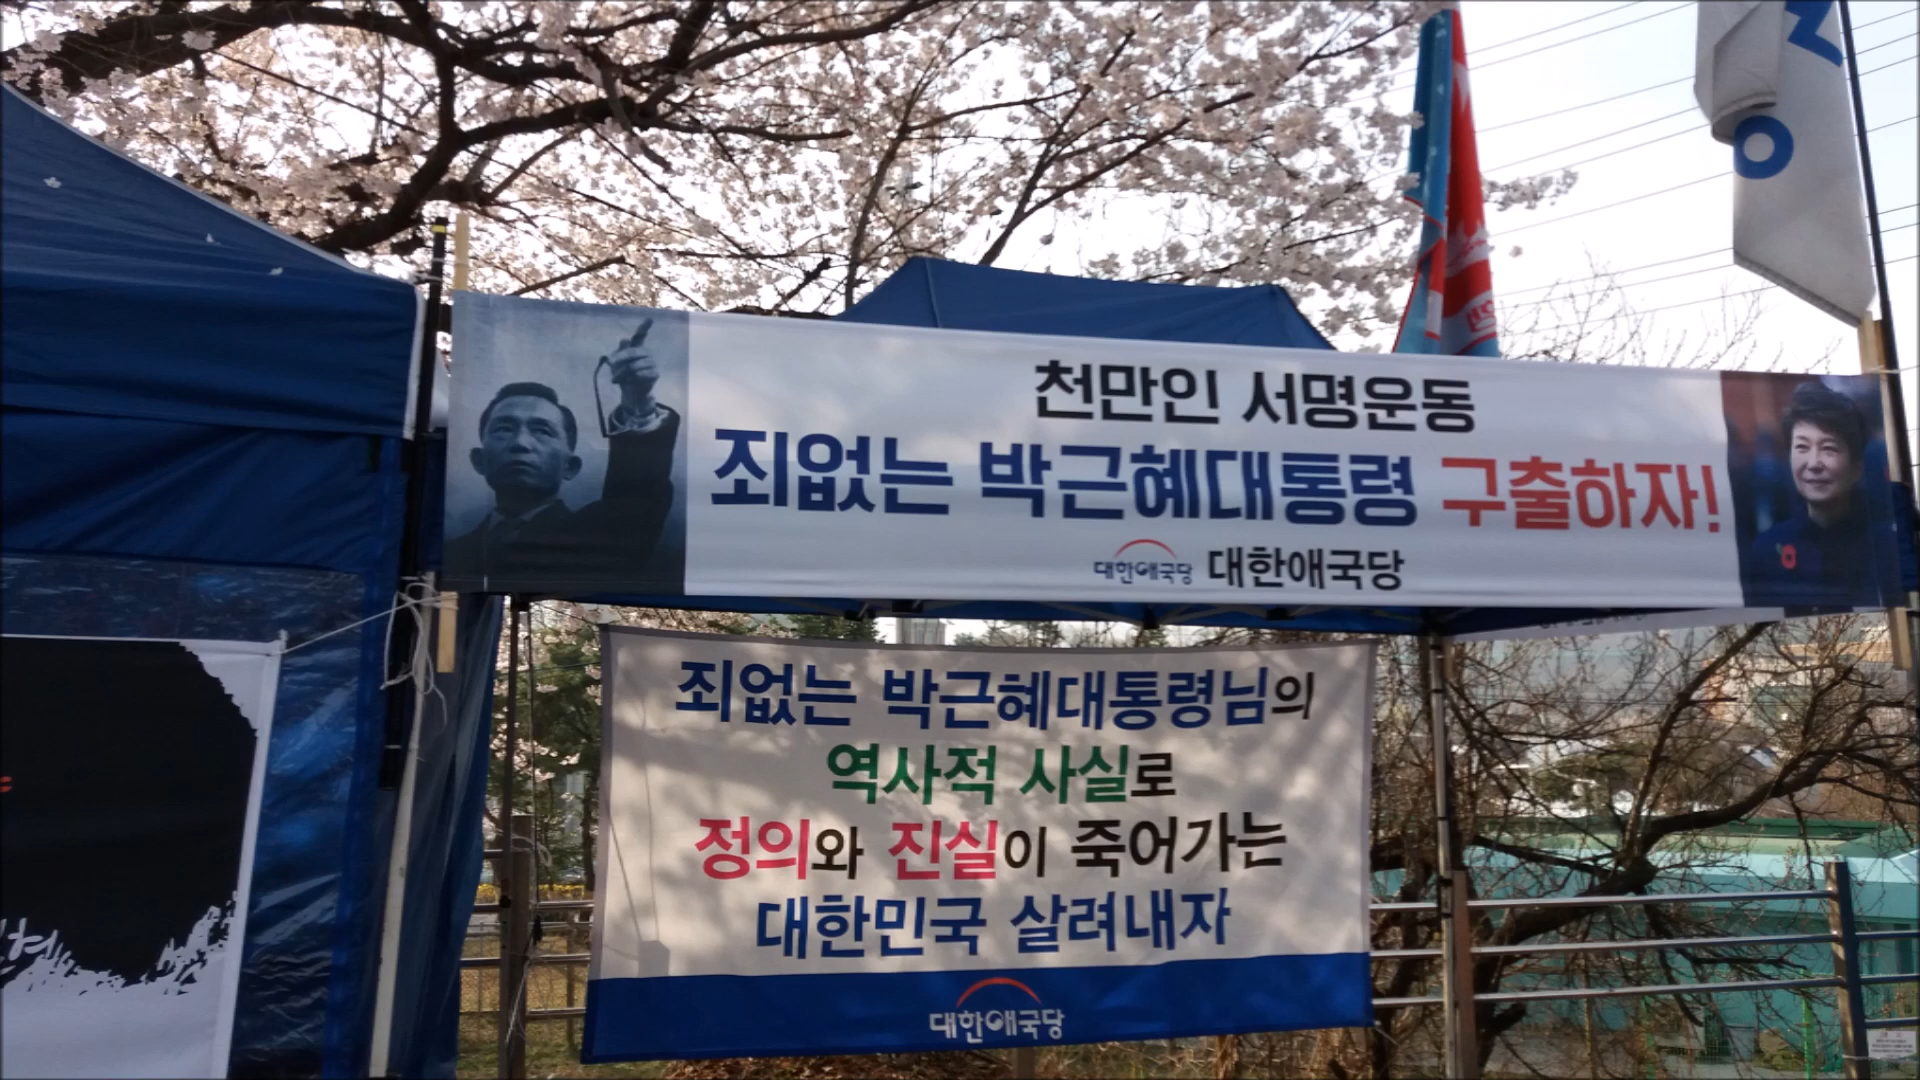 천만인 서명운동
죄없는 박근혜대통령 구출하자!
대한애국당 대한애국당
죄없는 박근혜대통령님의
역사적 사실로
정의와 진실이 죽어가는
대한민국 살려내자
대한애국당